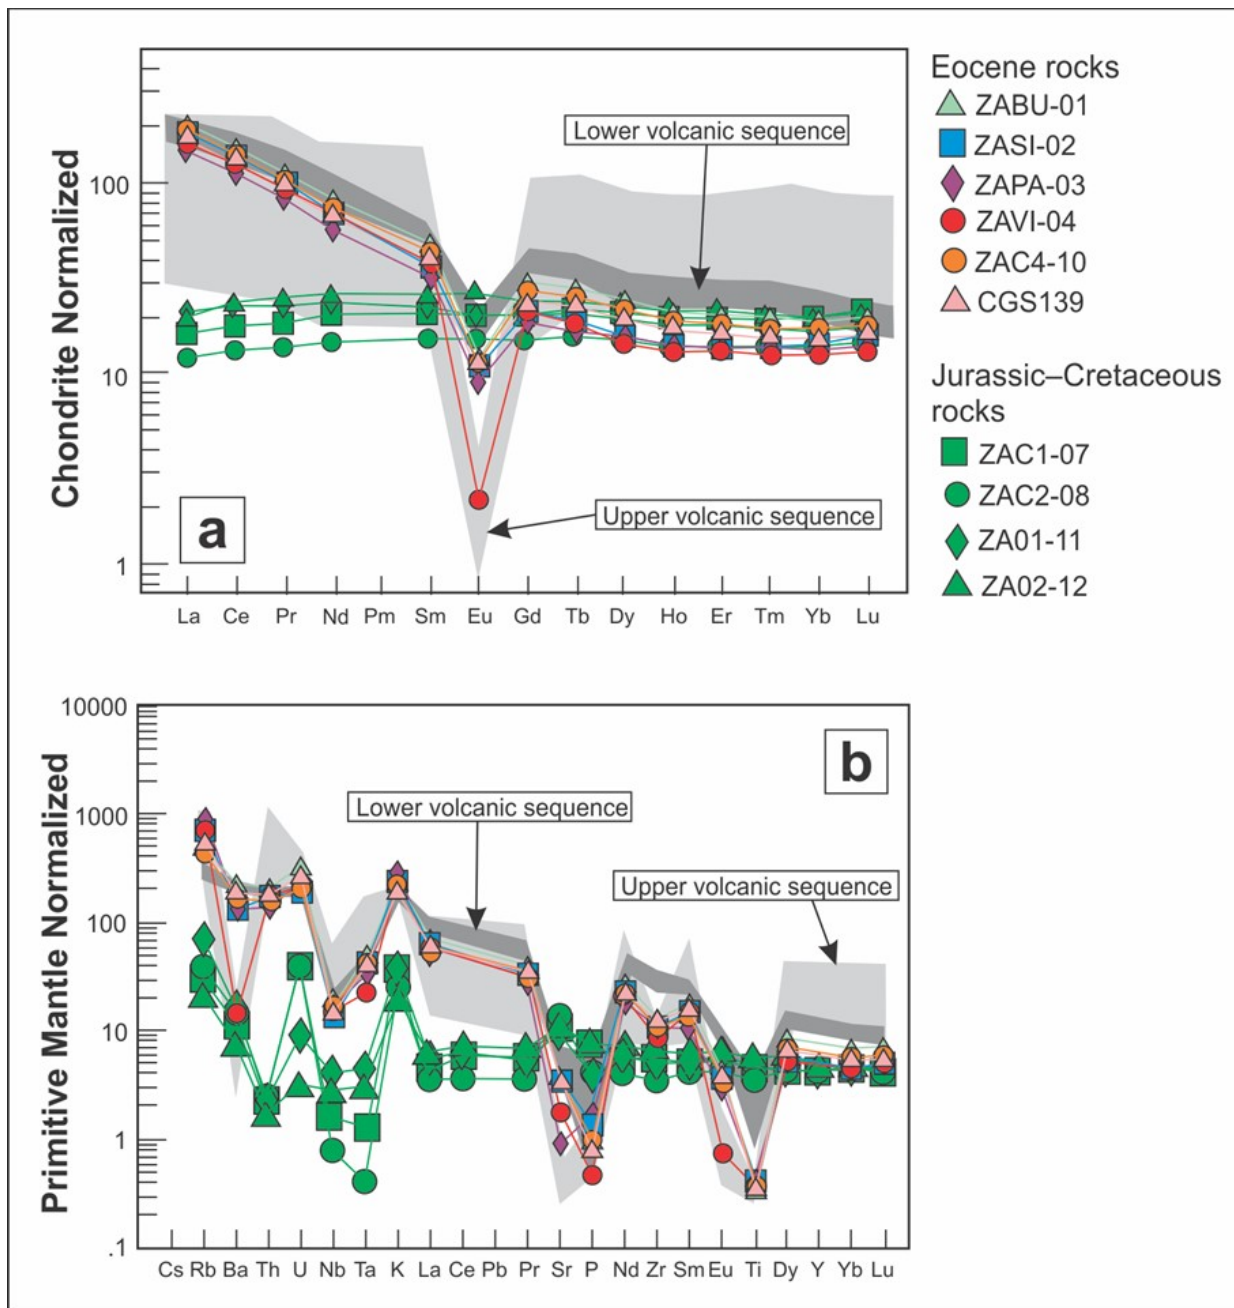 Chondrite Normalized
100
10
1
Lower volcanic sequence
Upper volcanic sequence
a
La Ce Pr Nd Pm Sm Eu Gd Tb Dy Ho Er Tm Yb Lu
Eocene rocks
ZABU-01
ZASI-02
ZAPA-03
ZAVI-04
ZAC4-10
CGS139
Jurassic–Cretaceous
rocks
ZAC1-07
ZAC2-08
ZA01-11
ZA02-12
Primitive Mantle Normalized
10000
1000
100
10
1
.1
b
Lower volcanic sequence
Upper volcanic sequence
Cs Rb Ba Th U Nb Ta K La Ce Pb Pr Sr P Nd Zr Sm Eu Ti Dy Y Yb Lu